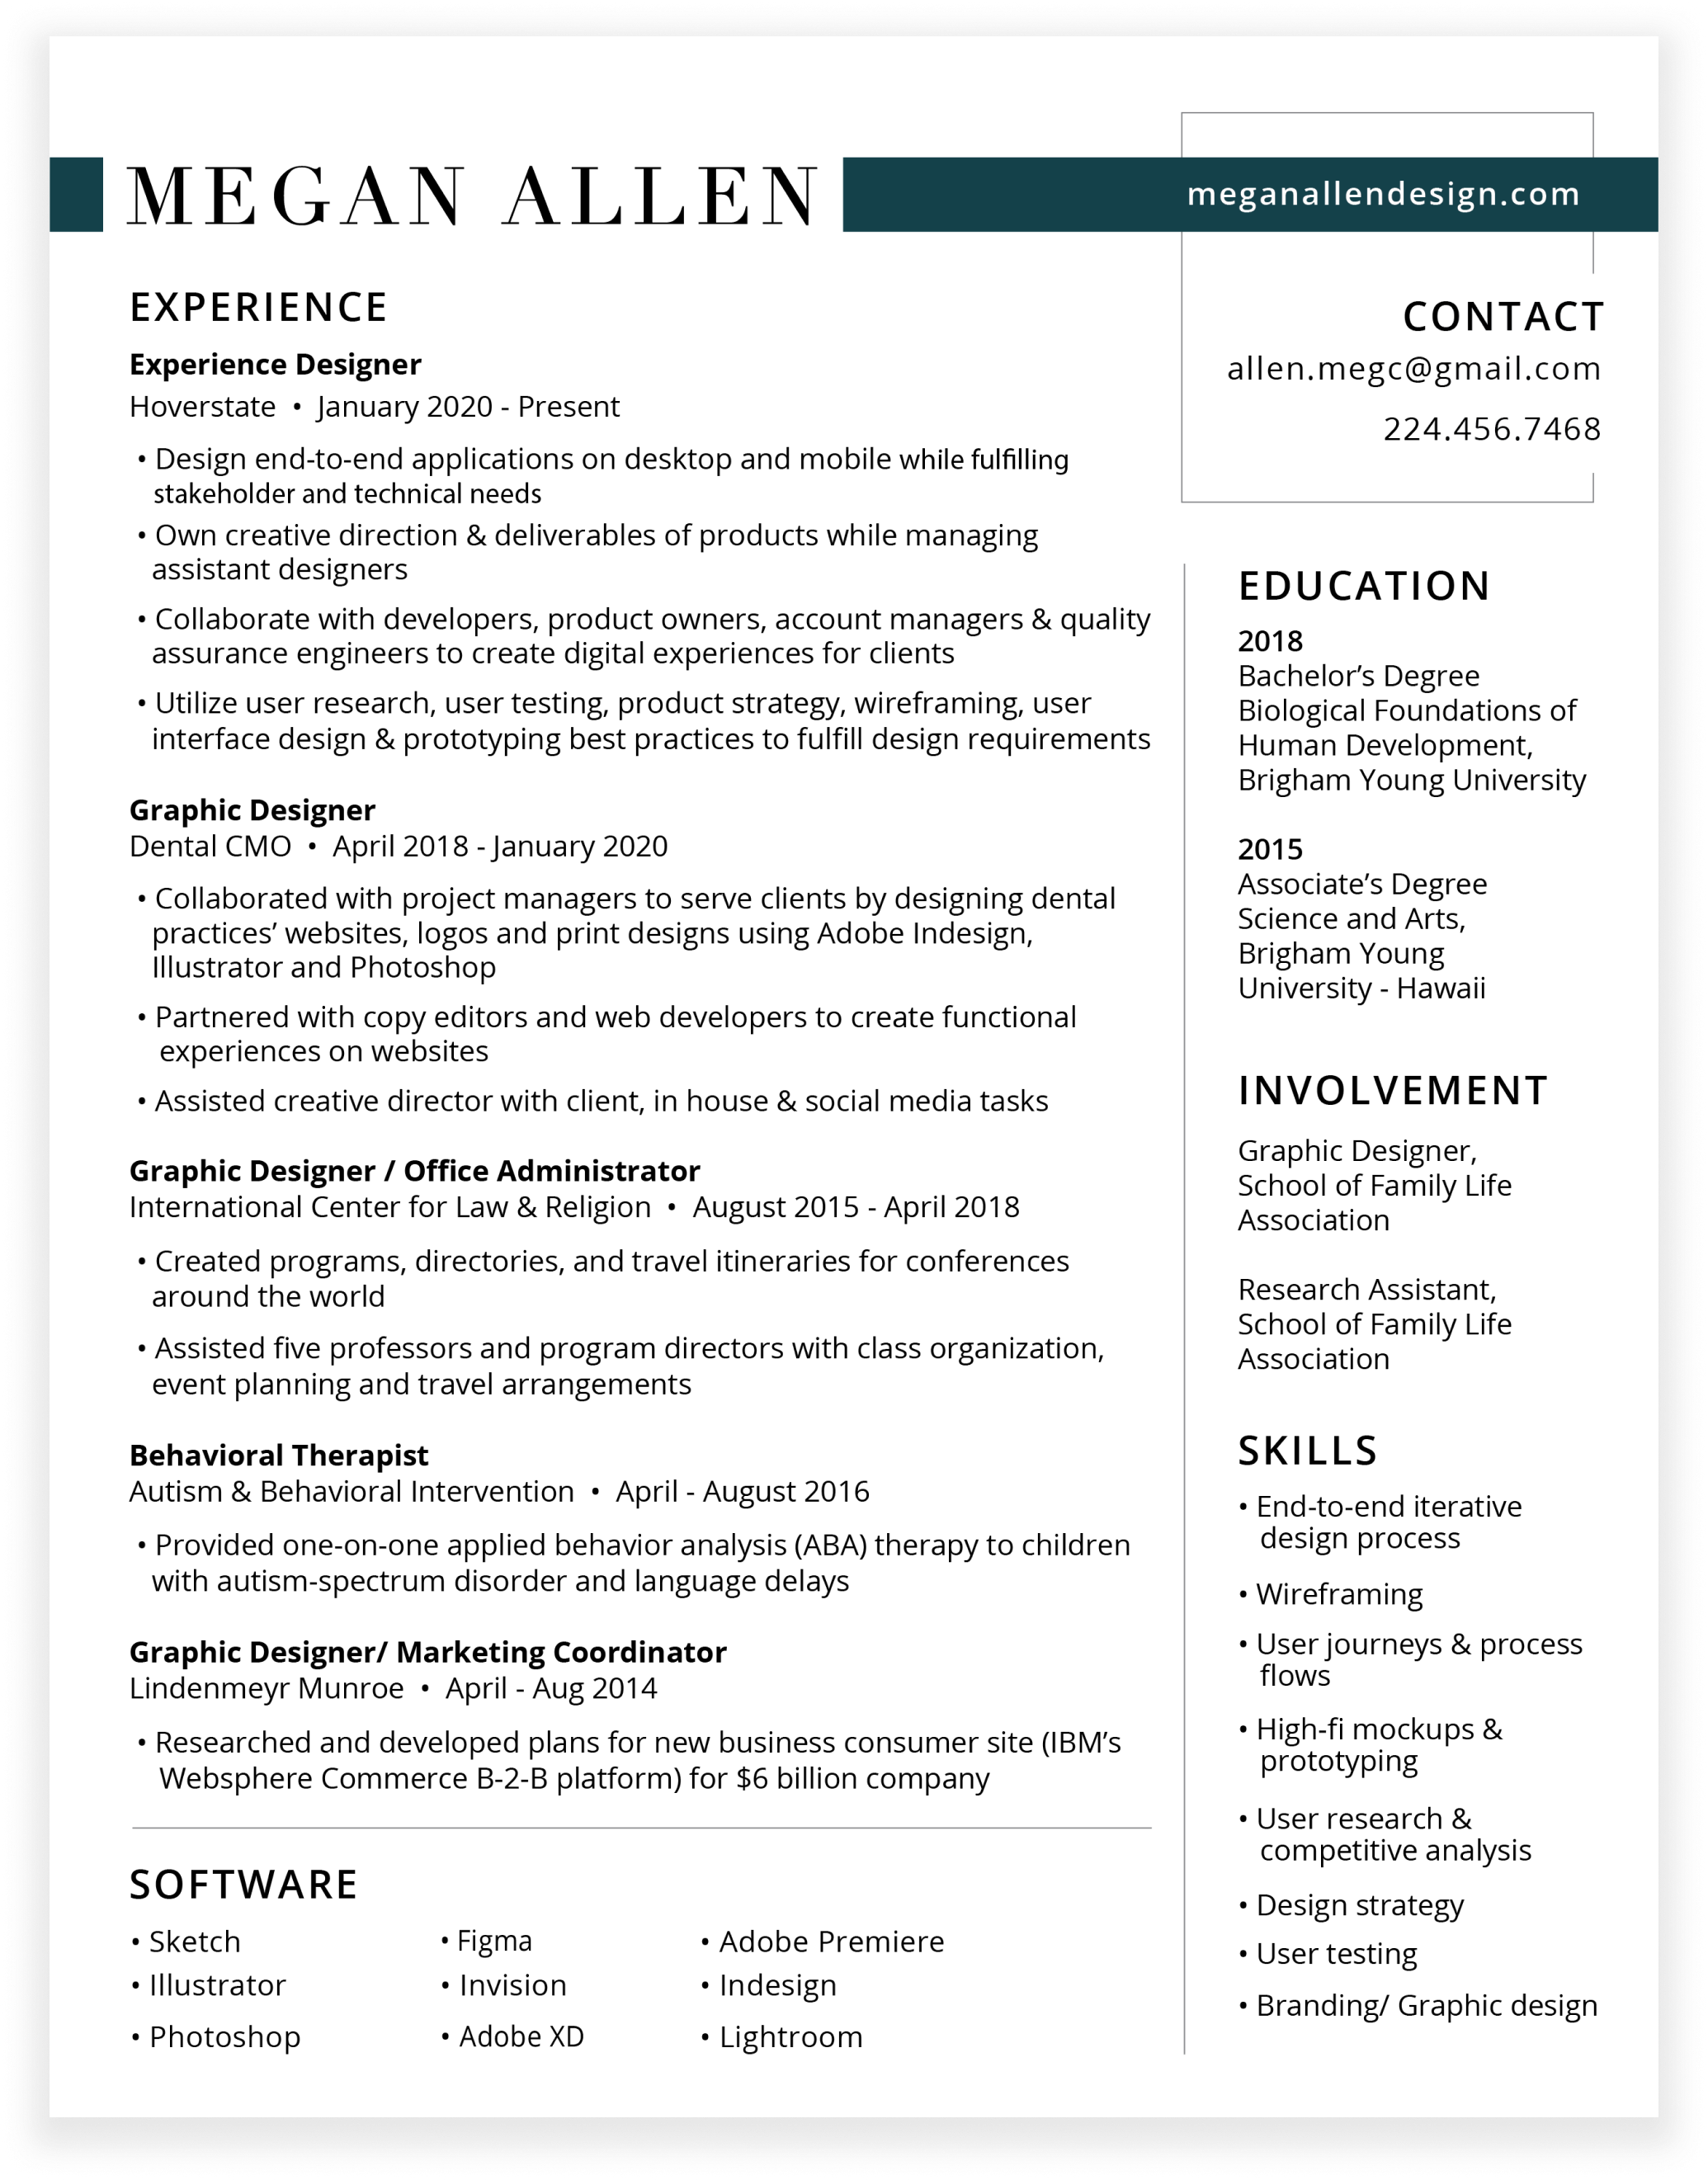 MEGAN ALLEN
meganallendesign.com
EXPERIENCE
Experience Designer
Hoverstate • January 2020 - Present
• Design end-to-end applications on desktop and mobile while fulfilling
stakeholder and technical needs
• Own creative direction & deliverables of products while managing
assistant designers
• Collaborate with developers, product owners, account managers & quality
assurance engineers to create digital experiences for clients
• Utilize user research, user testing, product strategy, wireframing, user
interface design & prototyping best practices to fulfill design requirements
Graphic Designer
Dental CMO • April 2018 - January 2020
• Collaborated with project managers to serve clients by designing dental
practices’ websites, logos and print designs using Adobe Indesign,
Illustrator and Photoshop
• Partnered with copy editors and web developers to create functional
experiences on websites
• Assisted creative director with client, in house & social media tasks
Graphic Designer / Office Administrator
International Center for Law & Religion • August 2015 - April 2018
• Created programs, directories, and travel itineraries for conferences
around the world
• Assisted five professors and program directors with class organization,
event planning and travel arrangements
Behavioral Therapist
Autism & Behavioral Intervention • April - August 2016
• Provided one-on-one applied behavior analysis (ABA) therapy to children
with autism-spectrum disorder and language delays
Graphic Designer/ Marketing Coordinator
Lindenmeyr Munroe • April - Aug 2014
• Researched and developed plans for new business consumer site (IBM’s
Websphere Commerce B-2-B platform) for $6 billion company
SOFTWARE
• Sketch
• Illustrator
• Photoshop
• Figma
• Invision
• Adobe XD
• Adobe Premiere
• Indesign
• Lightroom
CONTACT
allen.megc@gmail.com
224.456.7468
EDUCATION
2018
Bachelor’s Degree
Biological Foundations of
Human Development,
Brigham Young University
2015
Associate’s Degree
Science and Arts,
Brigham Young
University - Hawaii
INVOLVEMENT
Graphic Designer,
School of Family Life
Association
Research Assistant,
School of Family Life
Association
SKILLS
• End-to-end iterative
design process
• Wireframing
• User journeys & process
flows
• High-fi mockups &
prototyping
• User research &
competitive analysis
• Design strategy
• User testing
• Branding/ Graphic design